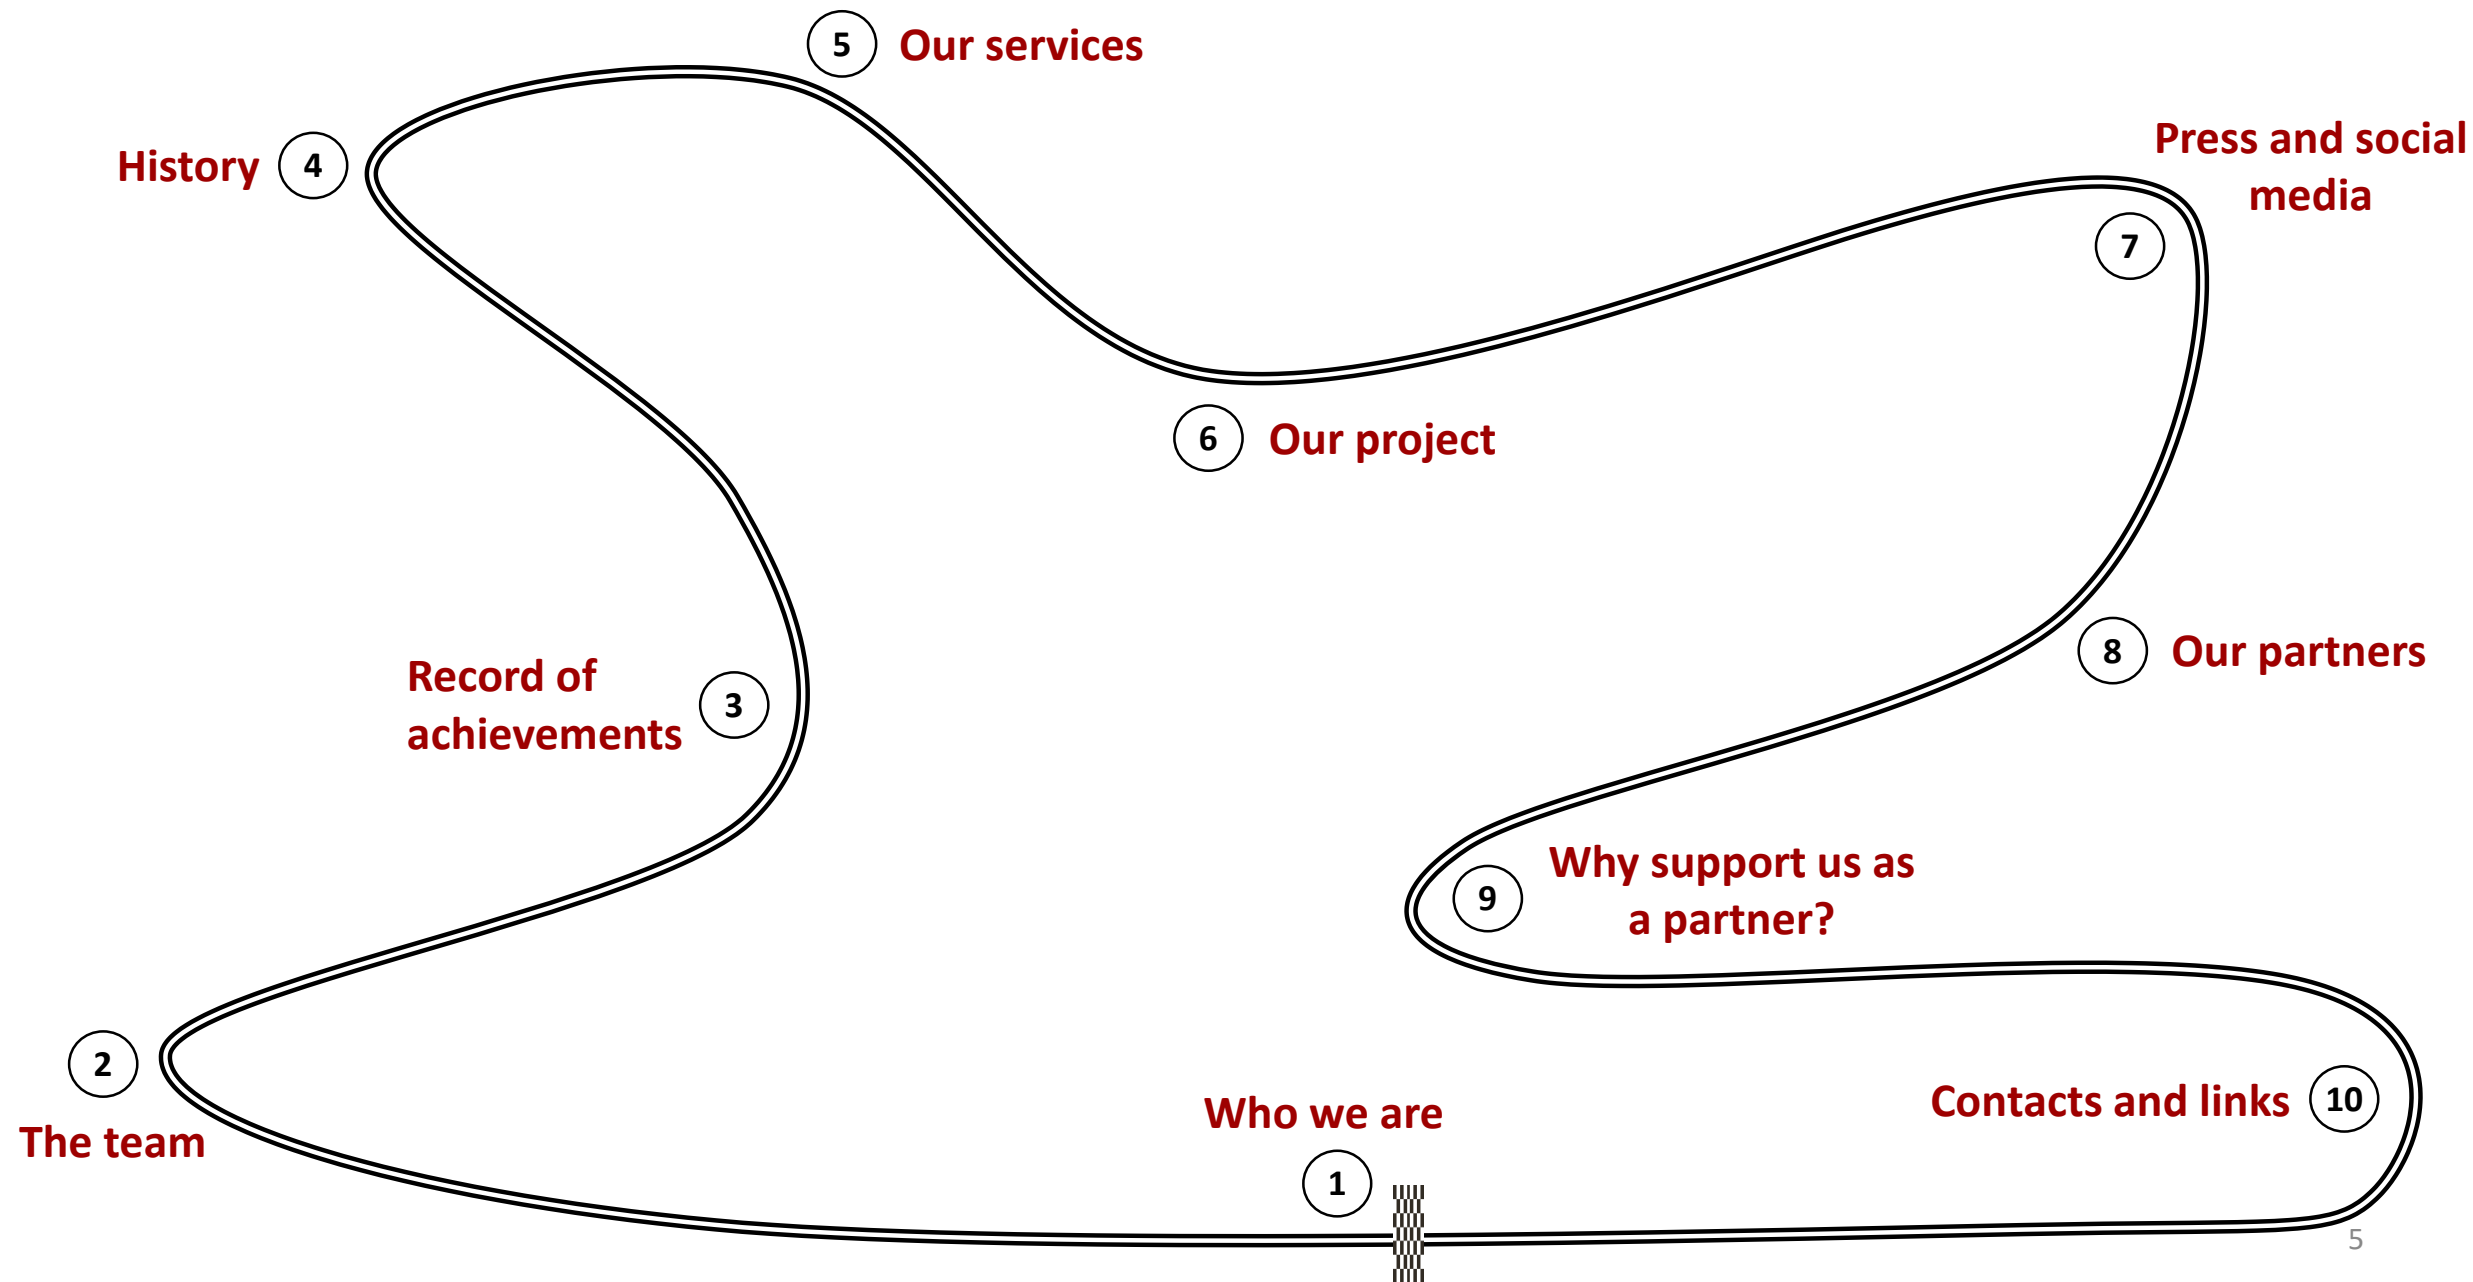 5 Our services
History 4
Press and social
media
7
6 Our project
Record of
achievements
3
8 Our partners
Why support us as
a partner?
9
2
The team
Who we are
1
Contacts and links 10
5